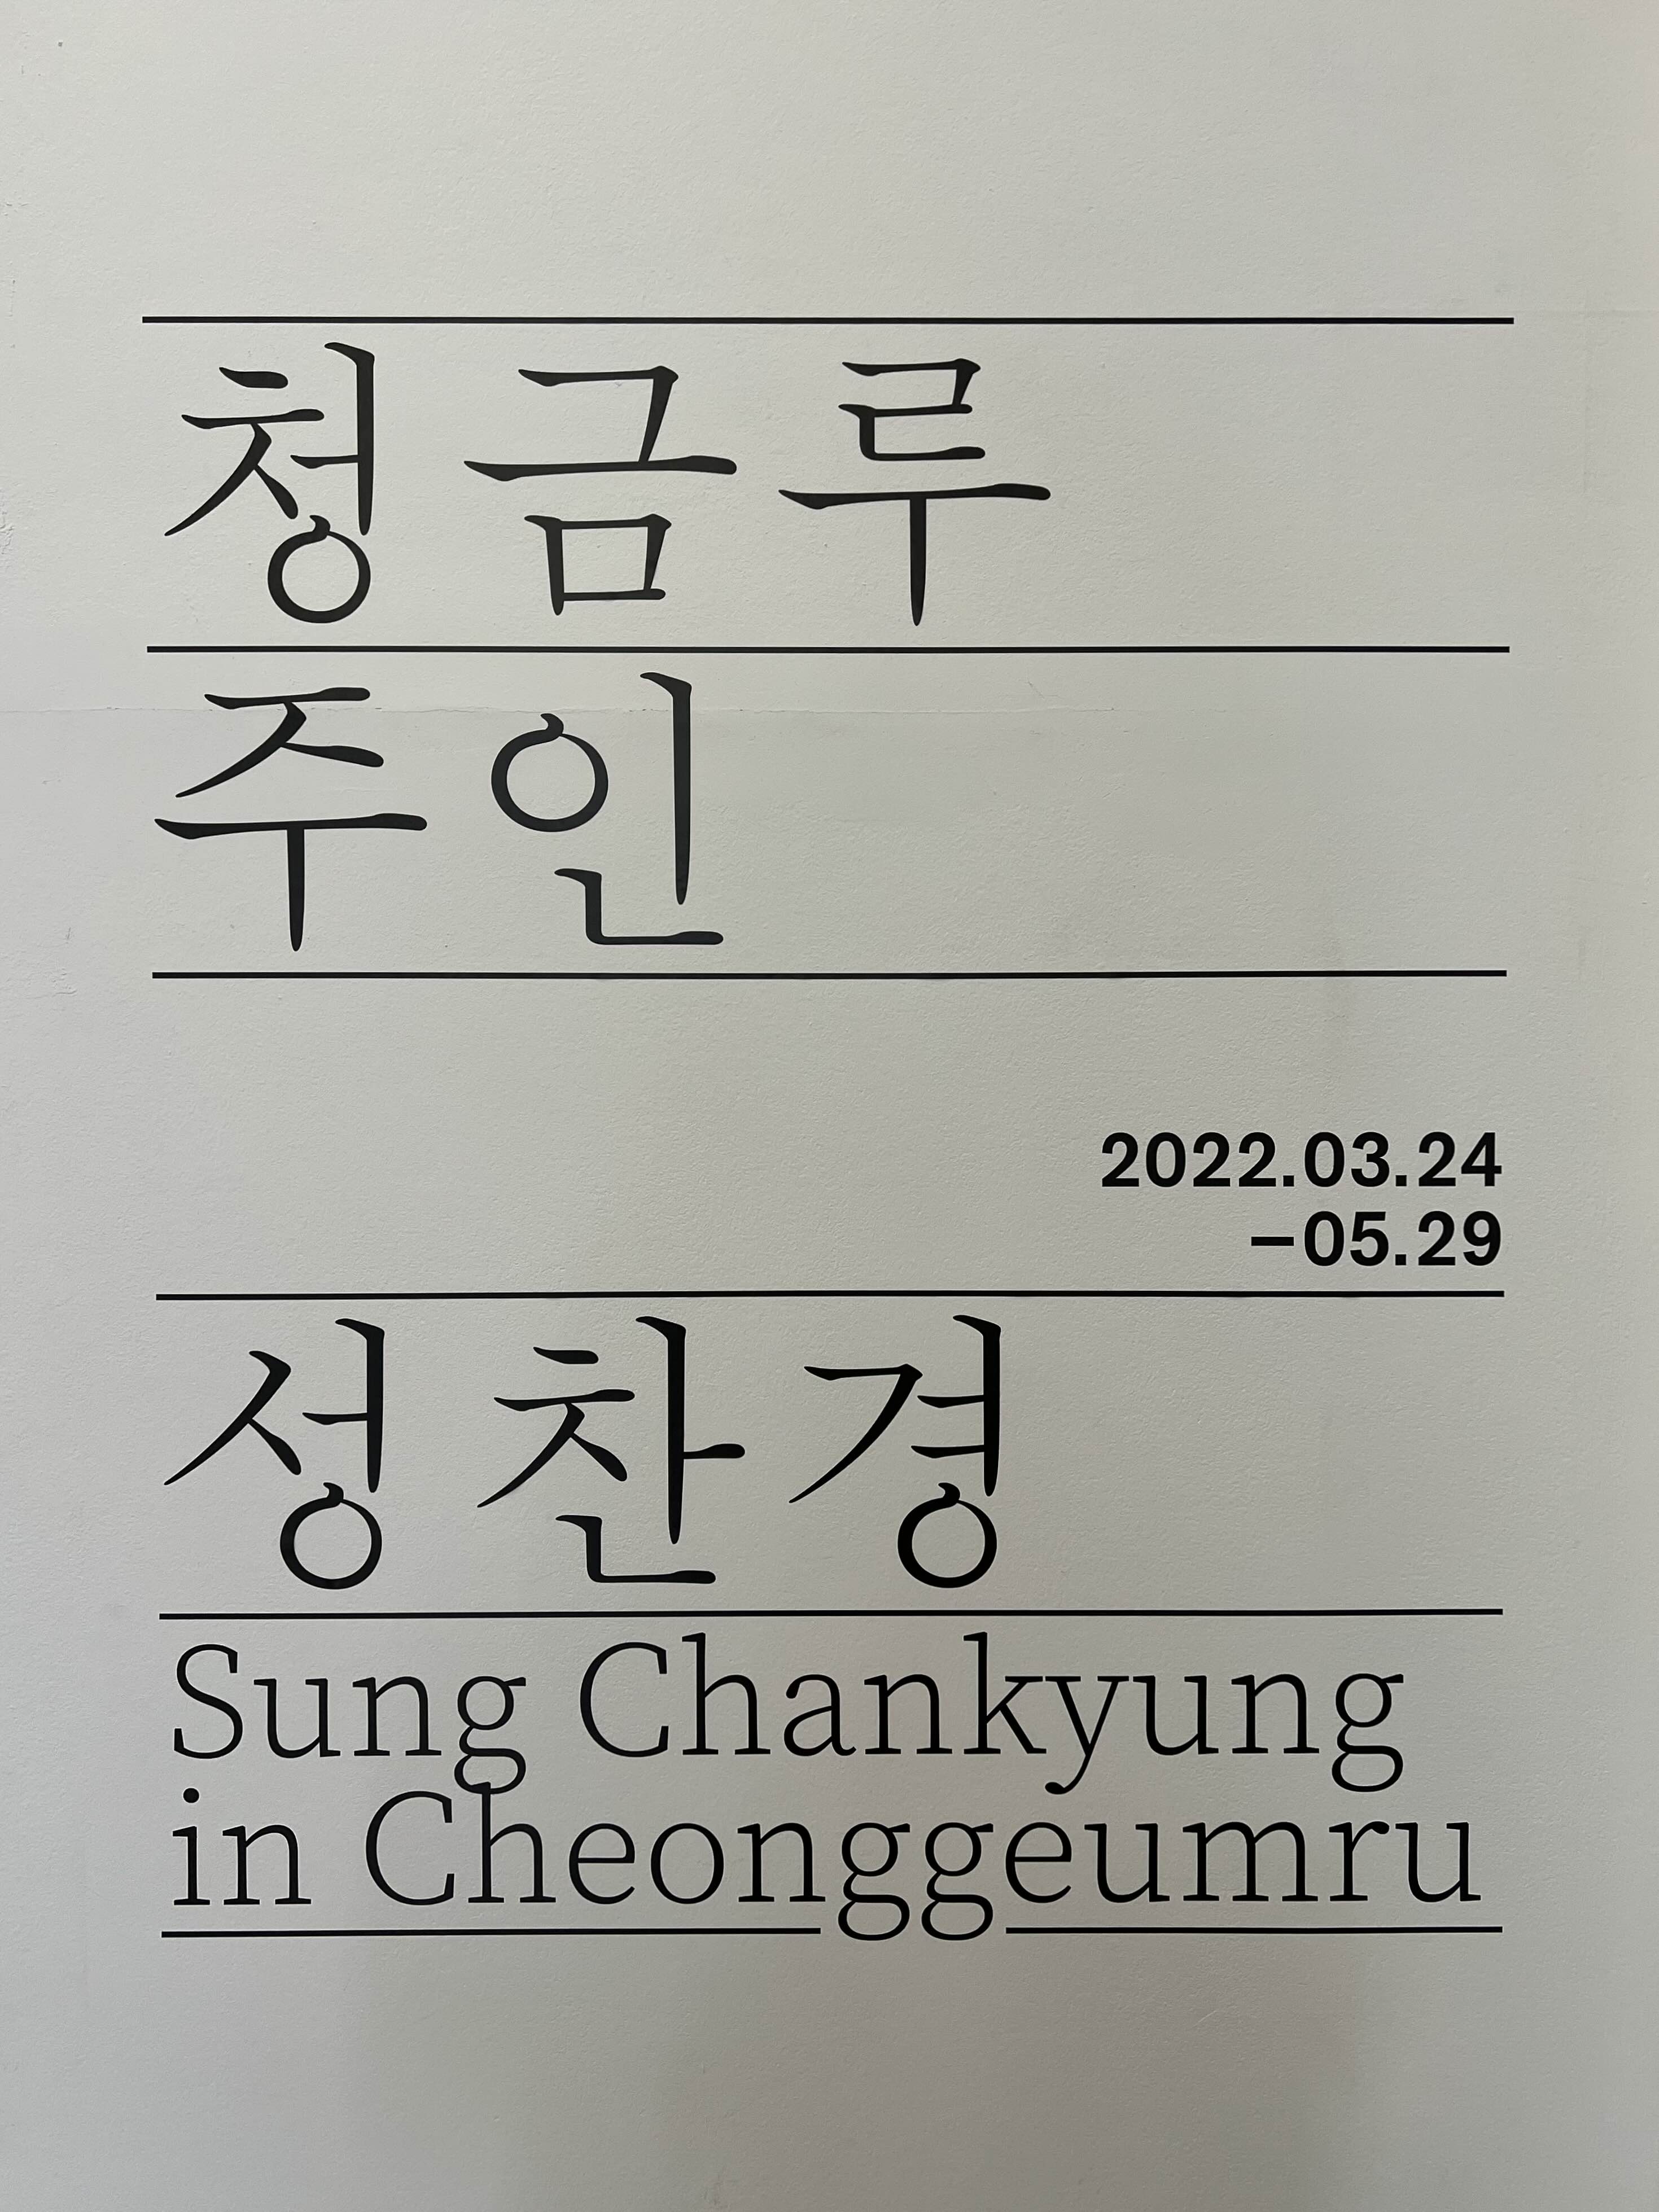 청금루
주인
2022.03.24
–05.29
성찬경
Sung Chankyung
in Cheonggeumru